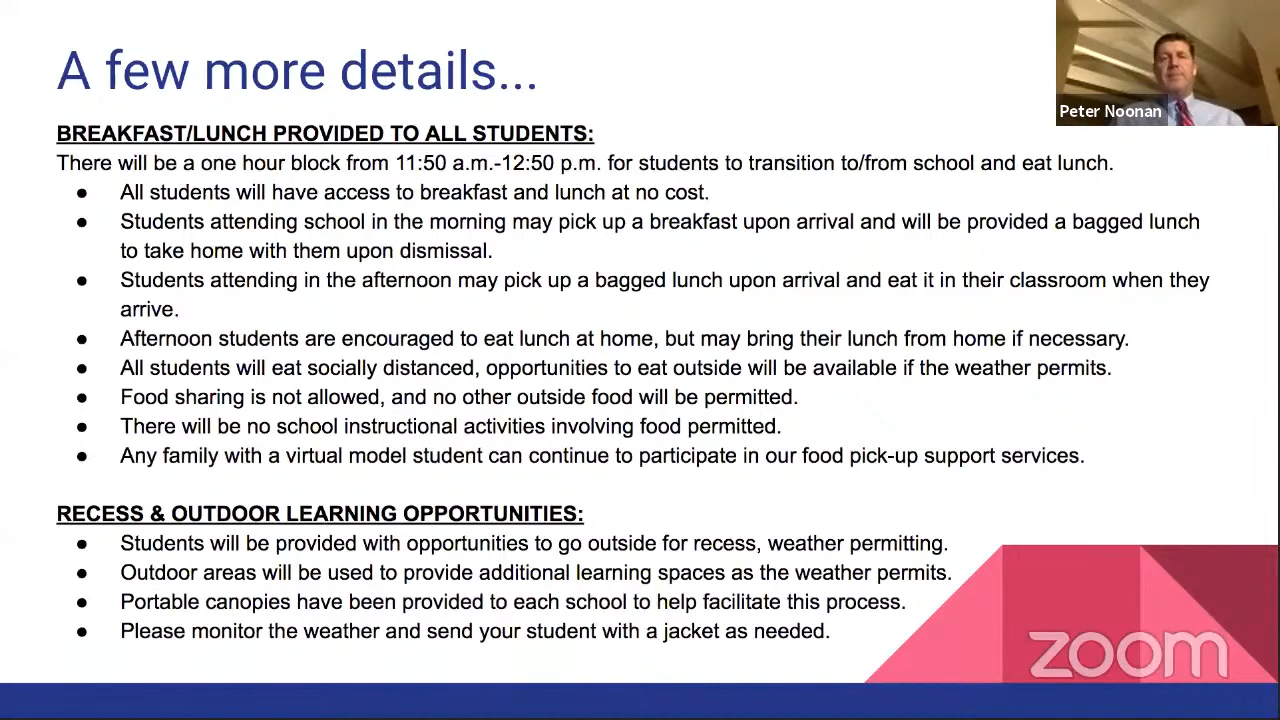 A few more details...
Peter Noonan
BREAKFAST/LUNCH PROVIDED TO ALL STUDENTS:
There will be a one hour block from 11:50 a.m.-12:50 p.m. for students to transition to/from school and eat lunch.
● All students will have access to breakfast and lunch at no cost.
● Students attending school in the morning may pick up a breakfast upon arrival and will be provided a bagged lunch
to take home with them upon dismissal.
● Students attending in the afternoon may pick up a bagged lunch upon arrival and eat it in their classroom when they
arrive.
● Afternoon students are encouraged to eat lunch at home, but may bring their lunch from home if necessary.
● All students will eat socially distanced, opportunities to eat outside will be available if the weather permits.
● Food sharing is not allowed, and no other outside food will be permitted.
● There will be no school instructional activities involving food permitted.
● Any family with a virtual model student can continue to participate in our food pick-up support services.
RECESS & OUTDOOR LEARNING OPPORTUNITIES:
● Students will be provided with opportunities to go outside for recess, weather permitting.
● Outdoor areas will be used to provide additional learning spaces as the weather permits.
● Portable canopies have been provided to each school to help facilitate this process.
● Please monitor the weather and send your student with a jacket as needed.
zoom